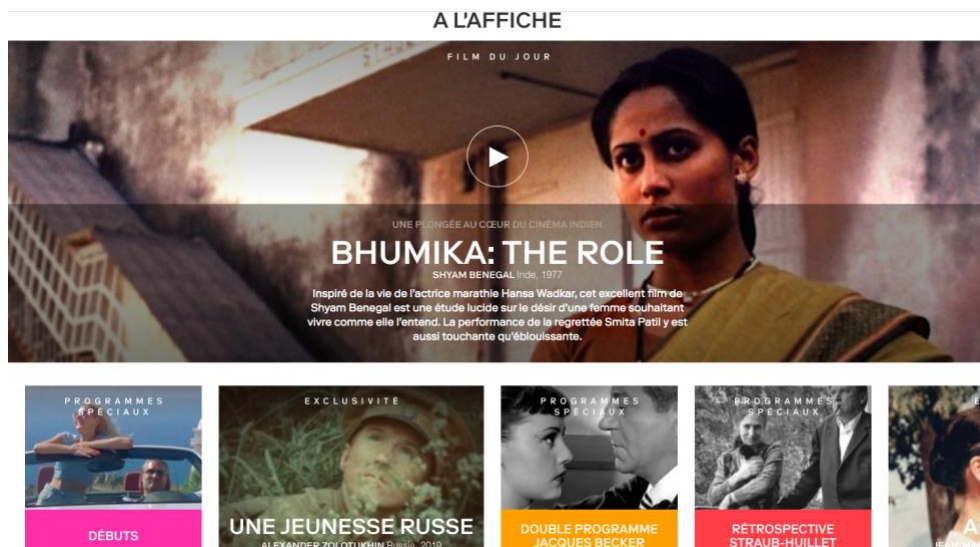 A L'AFFICHE
FILM DU JOUR
UNE PLONGÉE AU CŒUR DU CINÉMA INDIEN
BHUMIKA: THE ROLE
SHYAM BENEGAL Inde, 1977
Inspiré de la vie de l'actrice marathie Hansa Wadkar, cet excellent film de
Shyam Benegal est une étude lucide sur le désir d'une femme souhaitant
vivre comme elle l'entend. La performance de la regrettée Smita Patil y est
aussi touchante qu'éblouissante.
PROGRAMMES
SPÉCIAUX
DÉBUTS
EXCLUSIVITÉ
UNE JEUNESSE RUSSE
ALEXANDER ZOLOTUKHIN Russie, 2019
PROGRAMMES
SPÉCIAUX
DOUBLE PROGRAMME
JACQUES BECKER
PROGRAMMES
SPÉCIAUX
RÉTROSPECTIVE
STRAUB-HUILLET